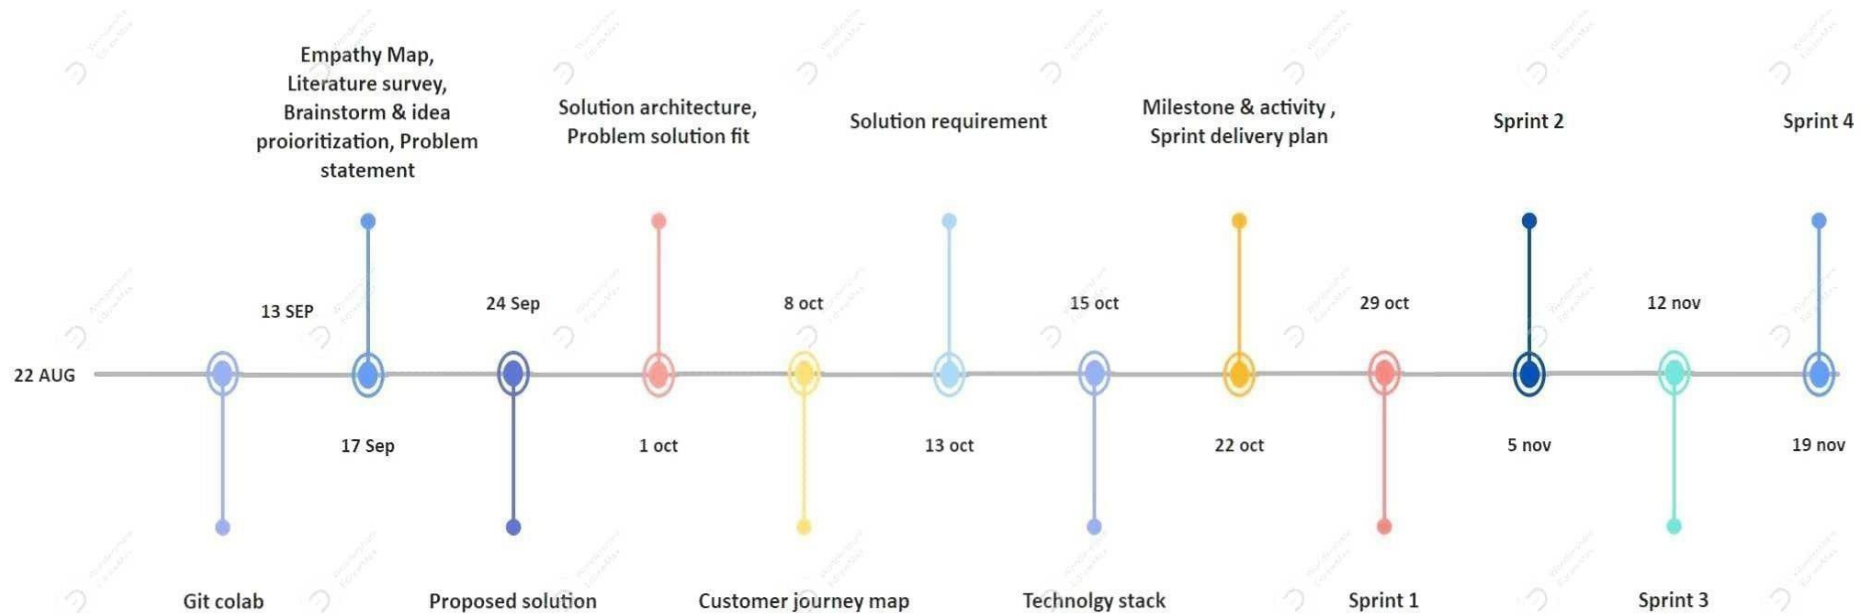 Empathy Map,
Literature survey,
Brainstorm & idea
proioritization, Problem
statement
Solution architecture,
Problem solution fit
Solution requirement
Milestone & activity ,
Sprint delivery plan
Sprint 2
Sprint 4
13 SEP
24 Sep
8 oct
15 oct
29 oct
12 nov
22 AUG
17 Sep
1 oct
13 oct
22 oct
5 nov
19 nov
Git colab
Proposed solution
Customer journey map
Technolgy stack
Sprint 1
Sprint 3